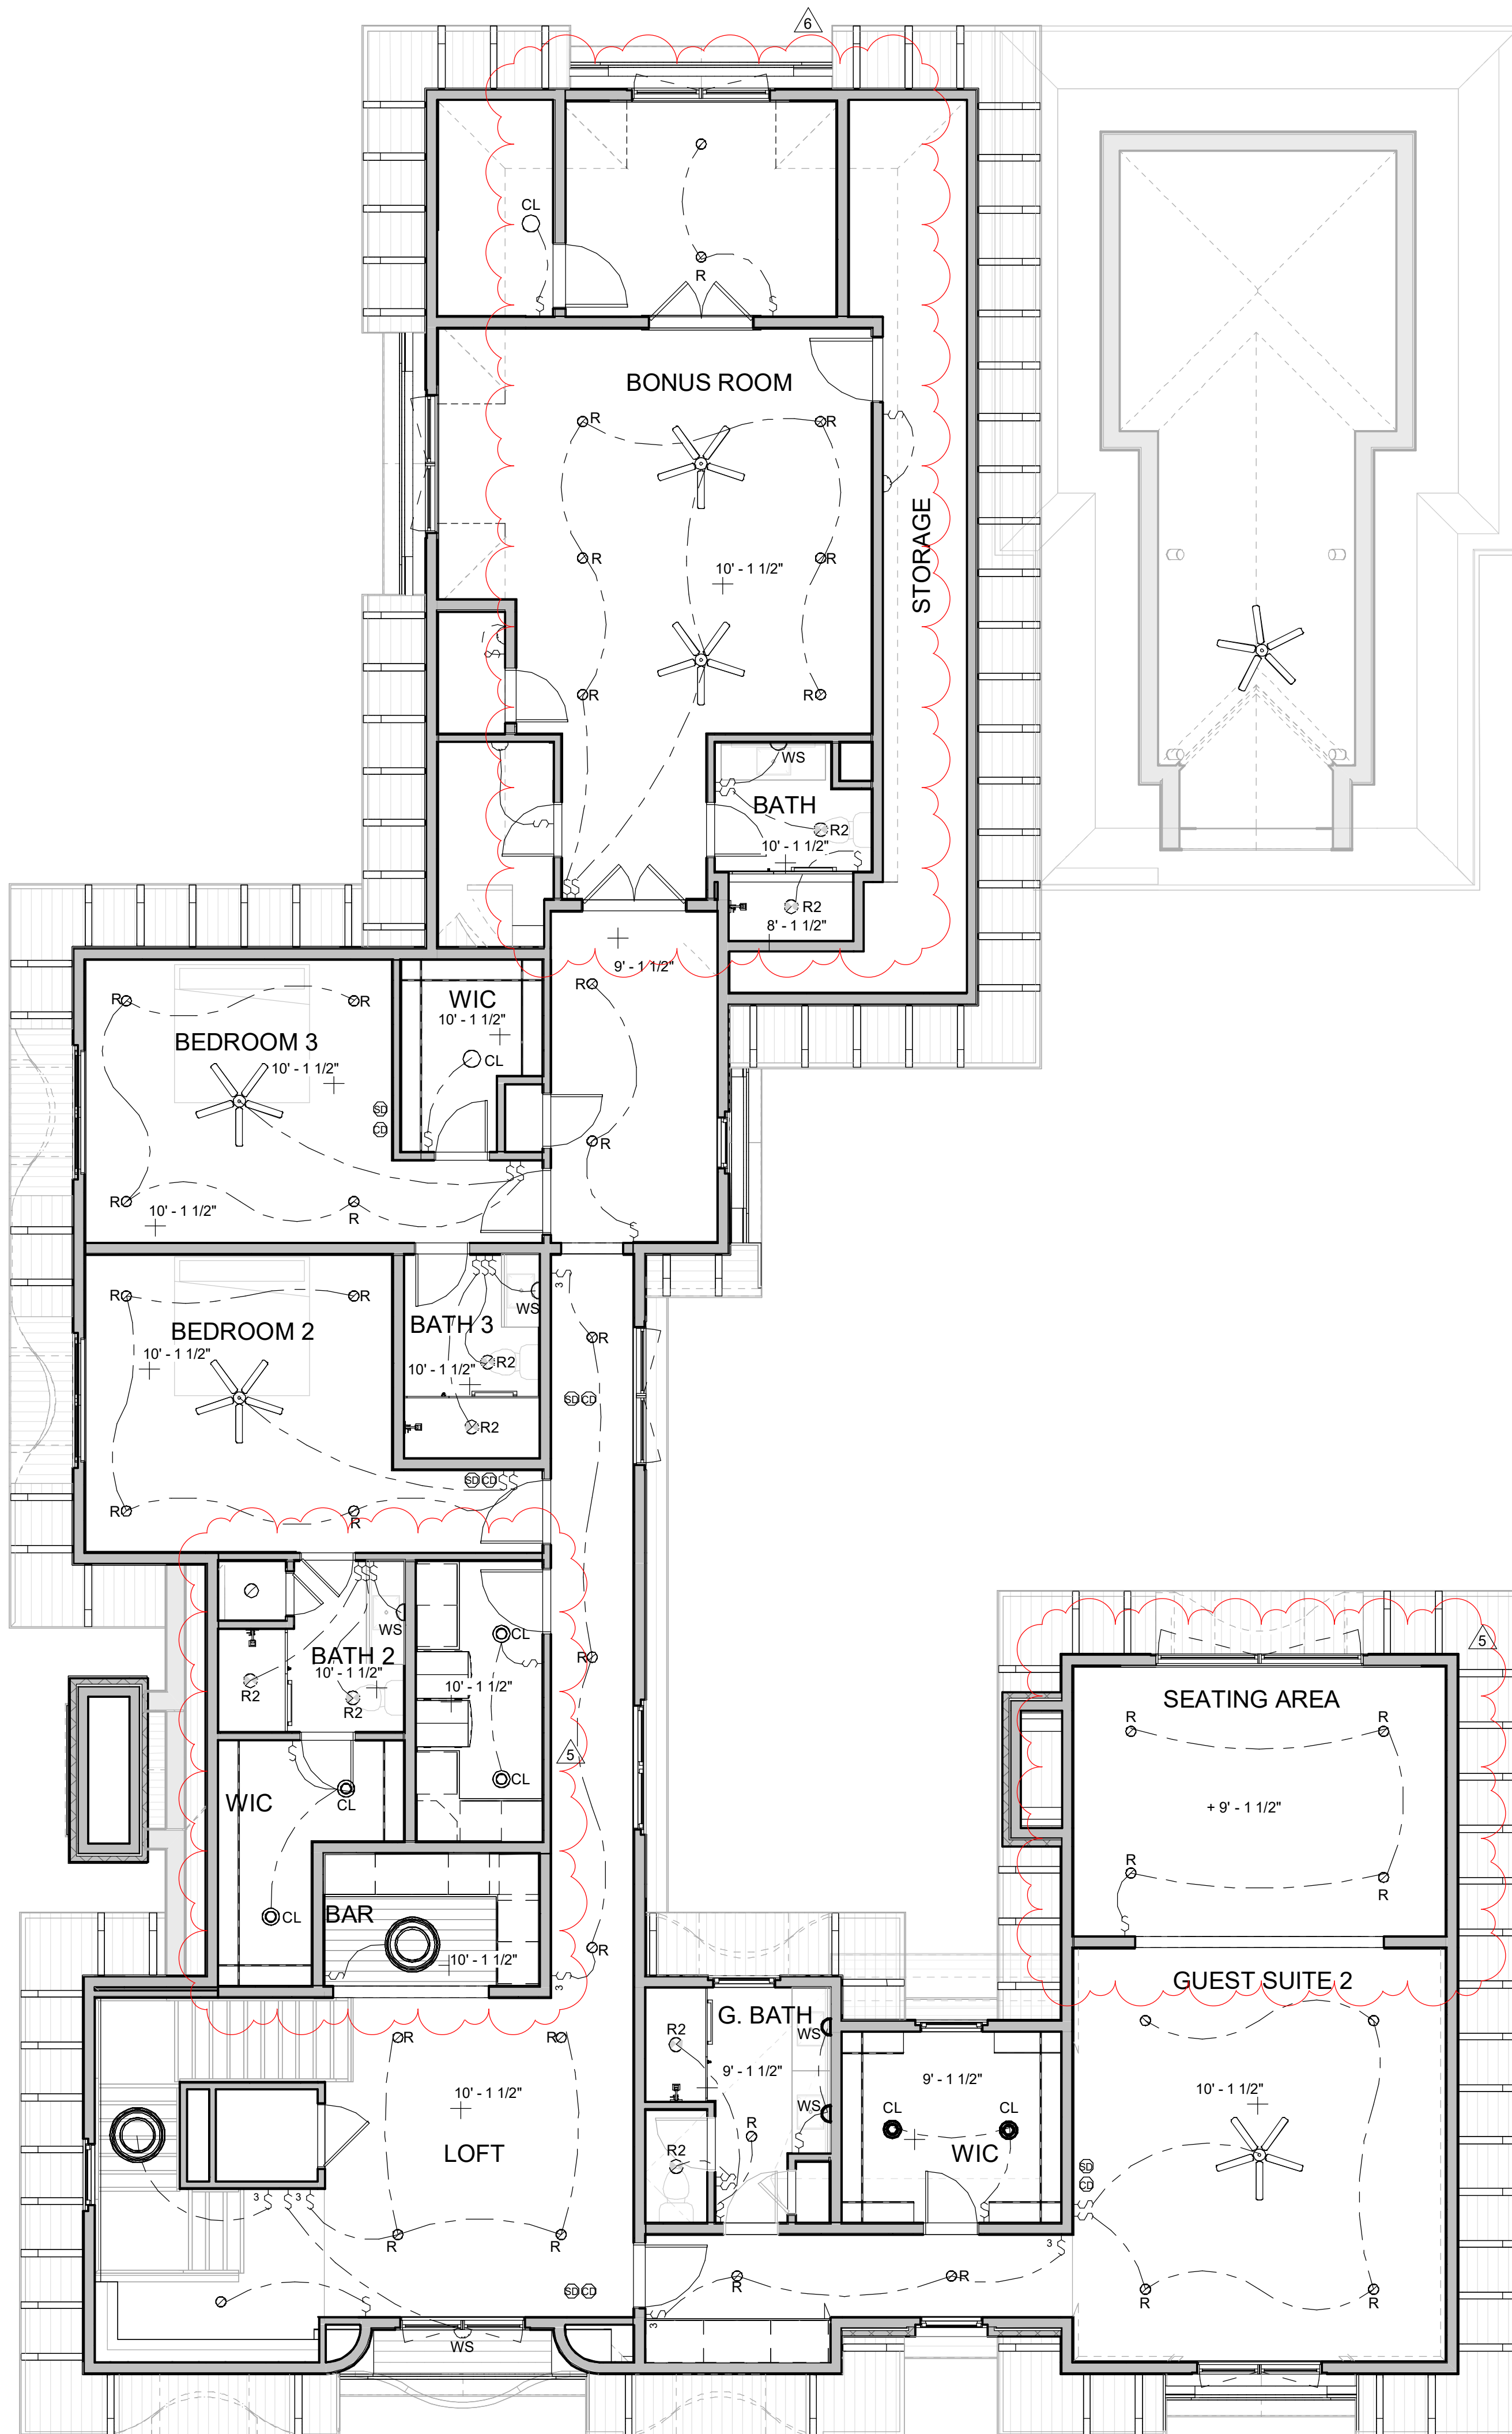 6
CL
R
BONUS ROOM
R
R
STORAGE
R
R
10' - 1 1/2"
R
R
WS
BATH
R2
10' - 1 1/2"
R2
8' - 1 1/2"
9' - 1 1/2"
R
R
R
WIC
10' - 1 1/2"
BEDROOM 3
10' - 1 1/2"
CL
SD
CD
R
R
R
10' - 1 1/2"
3
R
R
WS
BEDROOM 2
BATH 3
R
10' - 1 1/2"
10' - 1 1/2"
R2
SD CD
R2
SD CD
R
R
WS
CL
BATH 2
10' - 1 1/2"
R
R2
R2
10' - 1 1/2"
5
5
SEATING AREA
R
R
CL
WIC
CL
+ 9' - 1 1/2"
R
R
CL
BAR
R
10' - 1 1/2"
3
GUEST SUITE 2
G. BATH
R2
WS
R
R
9' - 1 1/2"
9' - 1 1/2"
10' - 1 1/2"
10' - 1 1/2"
WS
CL
CL
R
R2
LOFT
WIC
SD
CD
3
3
R
R
3
R
R
SD CD
R
R
3
WS